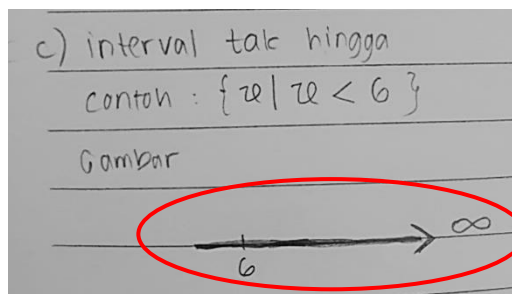 c) interval tak hingga
contoh : {x | x < 6}
Gambar
∞
6